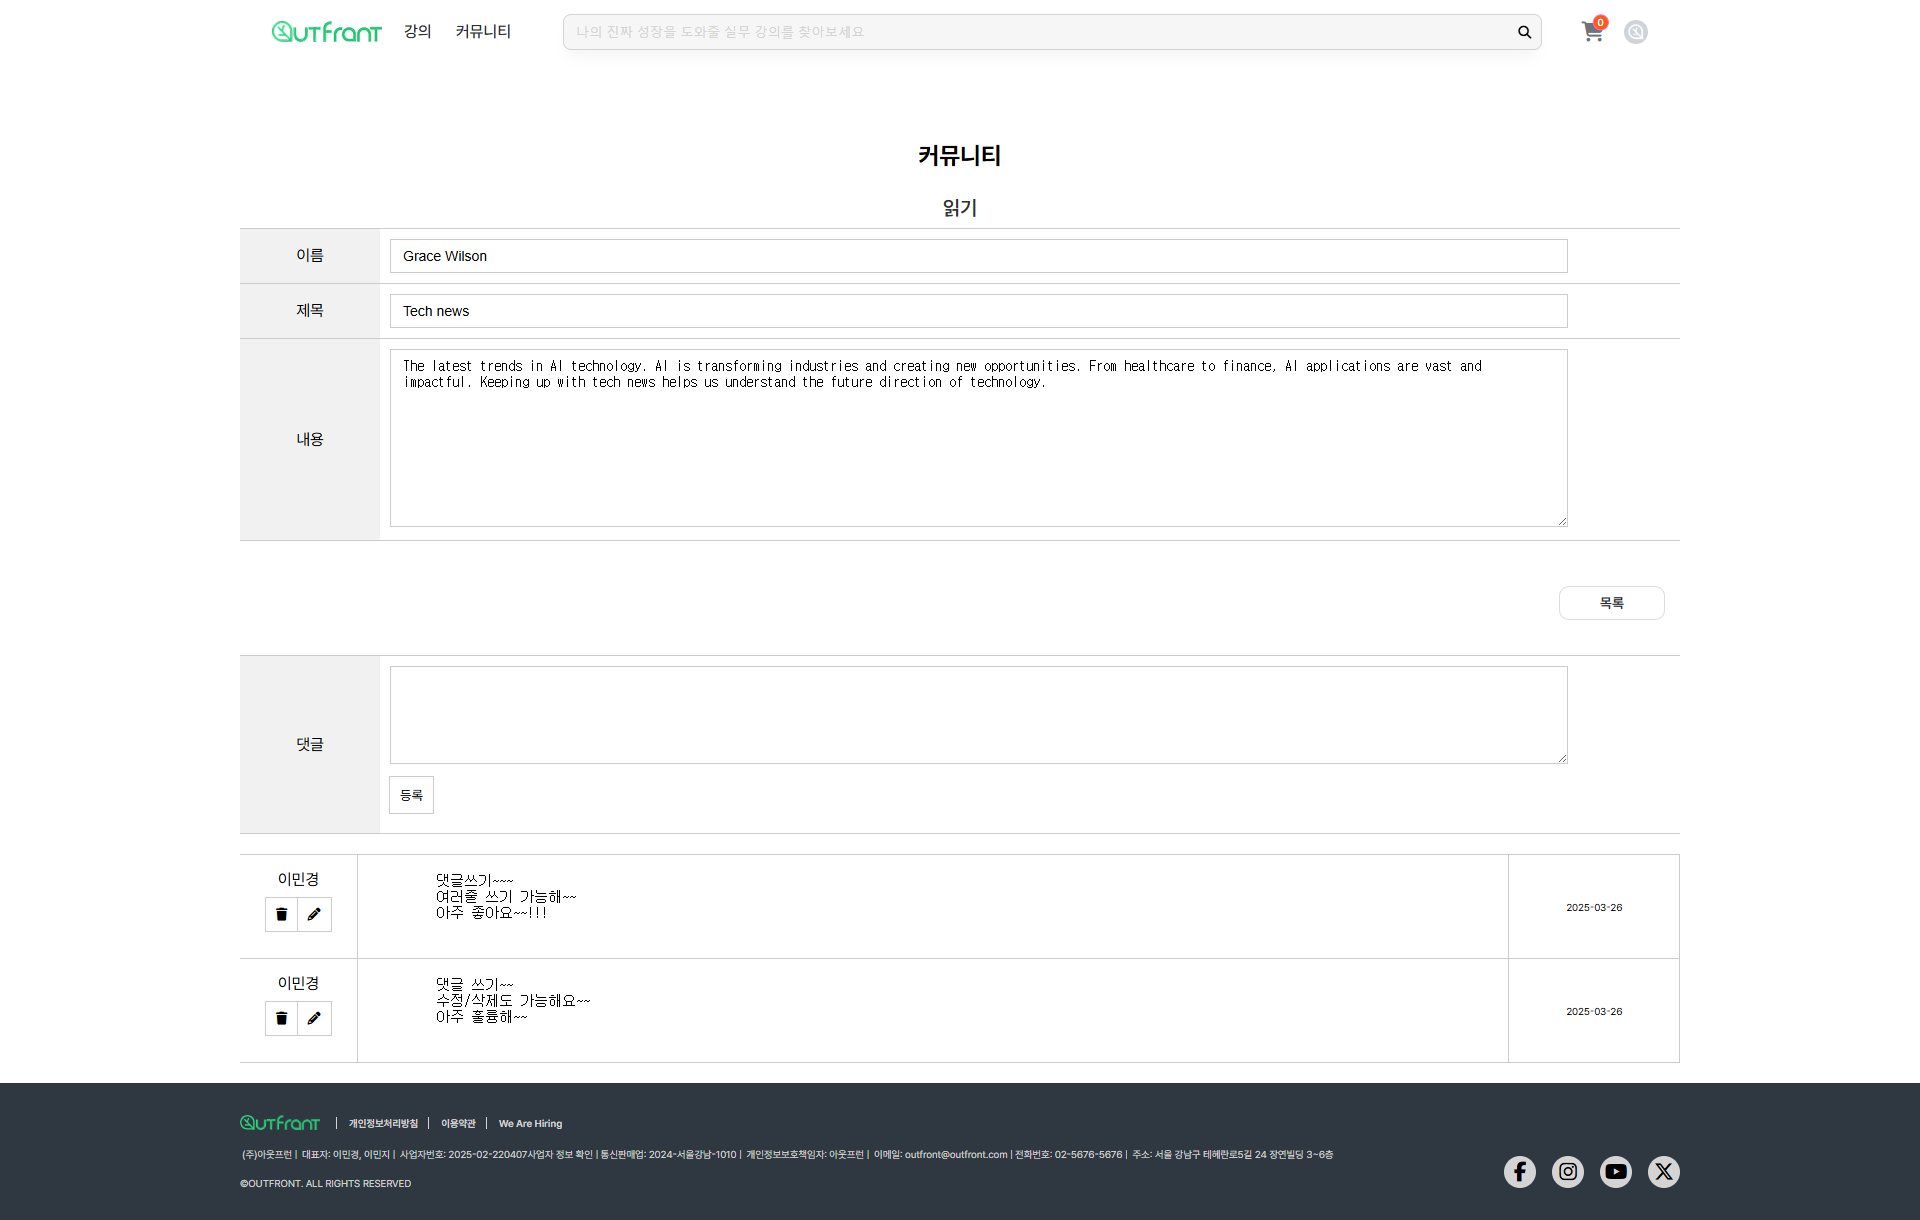 OUTFRANT 강의 커뮤니티 나의 진짜 성장을 도와줄 실무 강의를 찾아보세요 0
커뮤니티
읽기
이름 Grace Wilson
제목 Tech news
내용 The latest trends in AI technology. AI is transforming industries and creating new opportunities. From healthcare to finance, AI applications are vast and
impactful. Keeping up with tech news helps us understand the future direction of technology.
목록
댓글
등록
이민경
댓글쓰기~~~
여러줄 쓰기 가능해~~
아주 좋아요~~!!!
2025-03-26
이민경
댓글 쓰기~~
수정/삭제도 가능해요~~
아주 훌륭해~~
2025-03-26
OUTFRANT | 개인정보처리방침 | 이용약관 | We Are Hiring
(주)아웃프런 | 대표자: 이민경, 이민지 | 사업자번호: 2025-02-220407사업자 정보 확인 | 통신판매업: 2024-서울강남-1010 | 개인정보보호책임자: 아웃프런 | 이메일: outfront@outfront.com | 전화번호: 02-5676-5676 | 주소: 서울 강남구 테헤란로5길 24 장연빌딩 3~6층
©OUTFRONT. ALL RIGHTS RESERVED